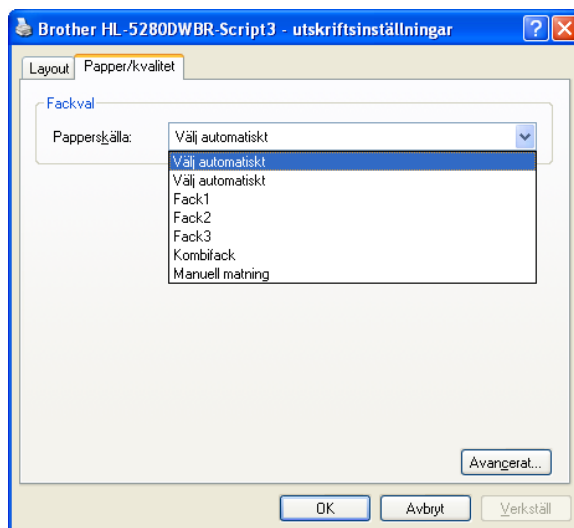 Brother HL-5280DWBR-Script3 - utskriftsinställningar
Layout
Papper/kvalitet
Fackval
Papperskälla:
Välj automatiskt
Välj automatiskt
Välj automatiskt
Fack1
Fack2
Fack3
Kombifack
Manuell matning
Avancerat...
OK
Avbryt
Verkställ